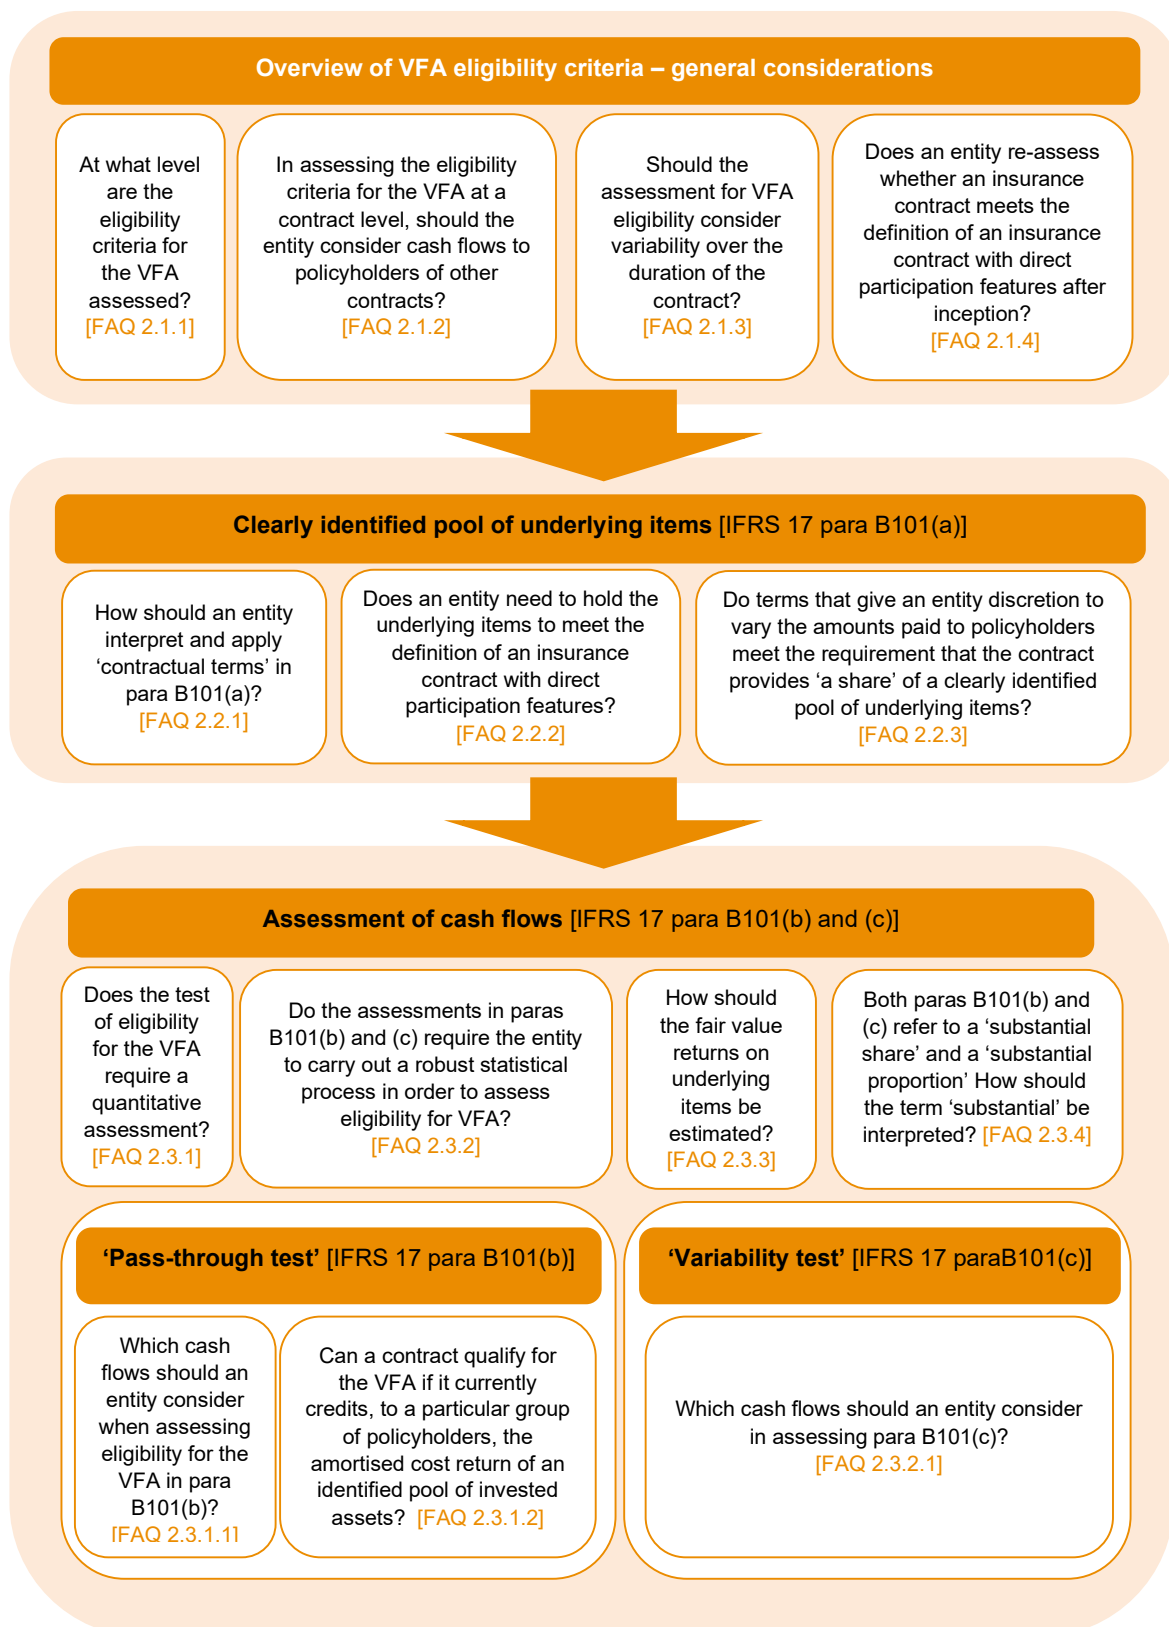 Overview of VFA eligibility criteria – general considerations
At what level
are the
eligibility
criteria for
the VFA
assessed?
[FAQ 2.1.1]
In assessing the eligibility
criteria for the VFA at a
contract level, should the
entity consider cash flows to
policyholders of other
contracts?
[FAQ 2.1.2]
Should the
assessment for VFA
eligibility consider
variability over the
duration of the
contract?
[FAQ 2.1.3]
Does an entity re-assess
whether an insurance
contract meets the
definition of an insurance
contract with direct
participation features after
inception?
[FAQ 2.1.4]
Clearly identified pool of underlying items [IFRS 17 para B101(a)]
How should an entity
interpret and apply
‘contractual terms’ in
para B101(a)?
[FAQ 2.2.1]
Does an entity need to hold the
underlying items to meet the
definition of an insurance
contract with direct
participation features?
[FAQ 2.2.2]
Do terms that give an entity discretion to
vary the amounts paid to policyholders
meet the requirement that the contract
provides ‘a share’ of a clearly identified
pool of underlying items?
[FAQ 2.2.3]
Assessment of cash flows [IFRS 17 para B101(b) and (c)]
Does the test
of eligibility
for the VFA
require a
quantitative
assessment?
[FAQ 2.3.1]
Do the assessments in paras
B101(b) and (c) require the entity
to carry out a robust statistical
process in order to assess
eligibility for VFA?
[FAQ 2.3.2]
How should
the fair value
returns on
underlying
items be
estimated?
[FAQ 2.3.3]
Both paras B101(b) and
(c) refer to a ‘substantial
share’ and a ‘substantial
proportion’ How should
the term ‘substantial’ be
interpreted? [FAQ 2.3.4]
‘Pass-through test’ [IFRS 17 para B101(b)]
Which cash
flows should an
entity consider
when assessing
eligibility for the
VFA in para
B101(b)?
[FAQ 2.3.1.1]
Can a contract qualify for
the VFA if it currently
credits, to a particular group
of policyholders, the
amortised cost return of an
identified pool of invested
assets? [FAQ 2.3.1.2]
‘Variability test’ [IFRS 17 paraB101(c)]
Which cash flows should an entity consider
in assessing para B101(c)?
[FAQ 2.3.2.1]